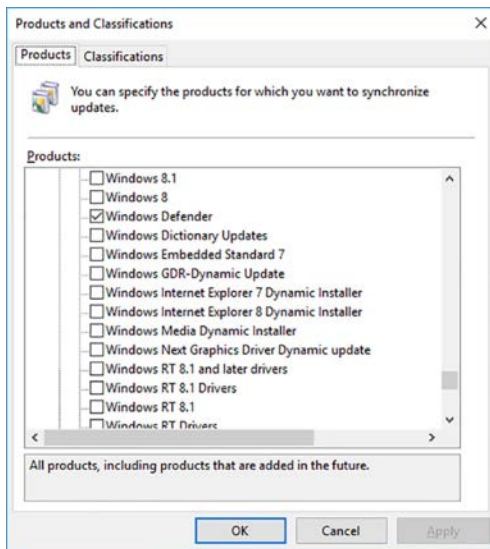 Products and Classifications
Products
Classifications
You can specify the products for which you want to synchronize
updates.
Products:
Windows 8.1
Windows 8
Windows Defender
Windows Dictionary Updates
Windows Embedded Standard 7
Windows GDR-Dynamic Update
Windows Internet Explorer 7 Dynamic Installer
Windows Internet Explorer 8 Dynamic Installer
Windows Media Dynamic Installer
Windows Next Graphics Driver Dynamic update
Windows RT 8.1 and later drivers
Windows RT 8.1 Drivers
Windows RT 8.1
Windows RT Drivers
All products, including products that are added in the future.
OK
Cancel
Apply